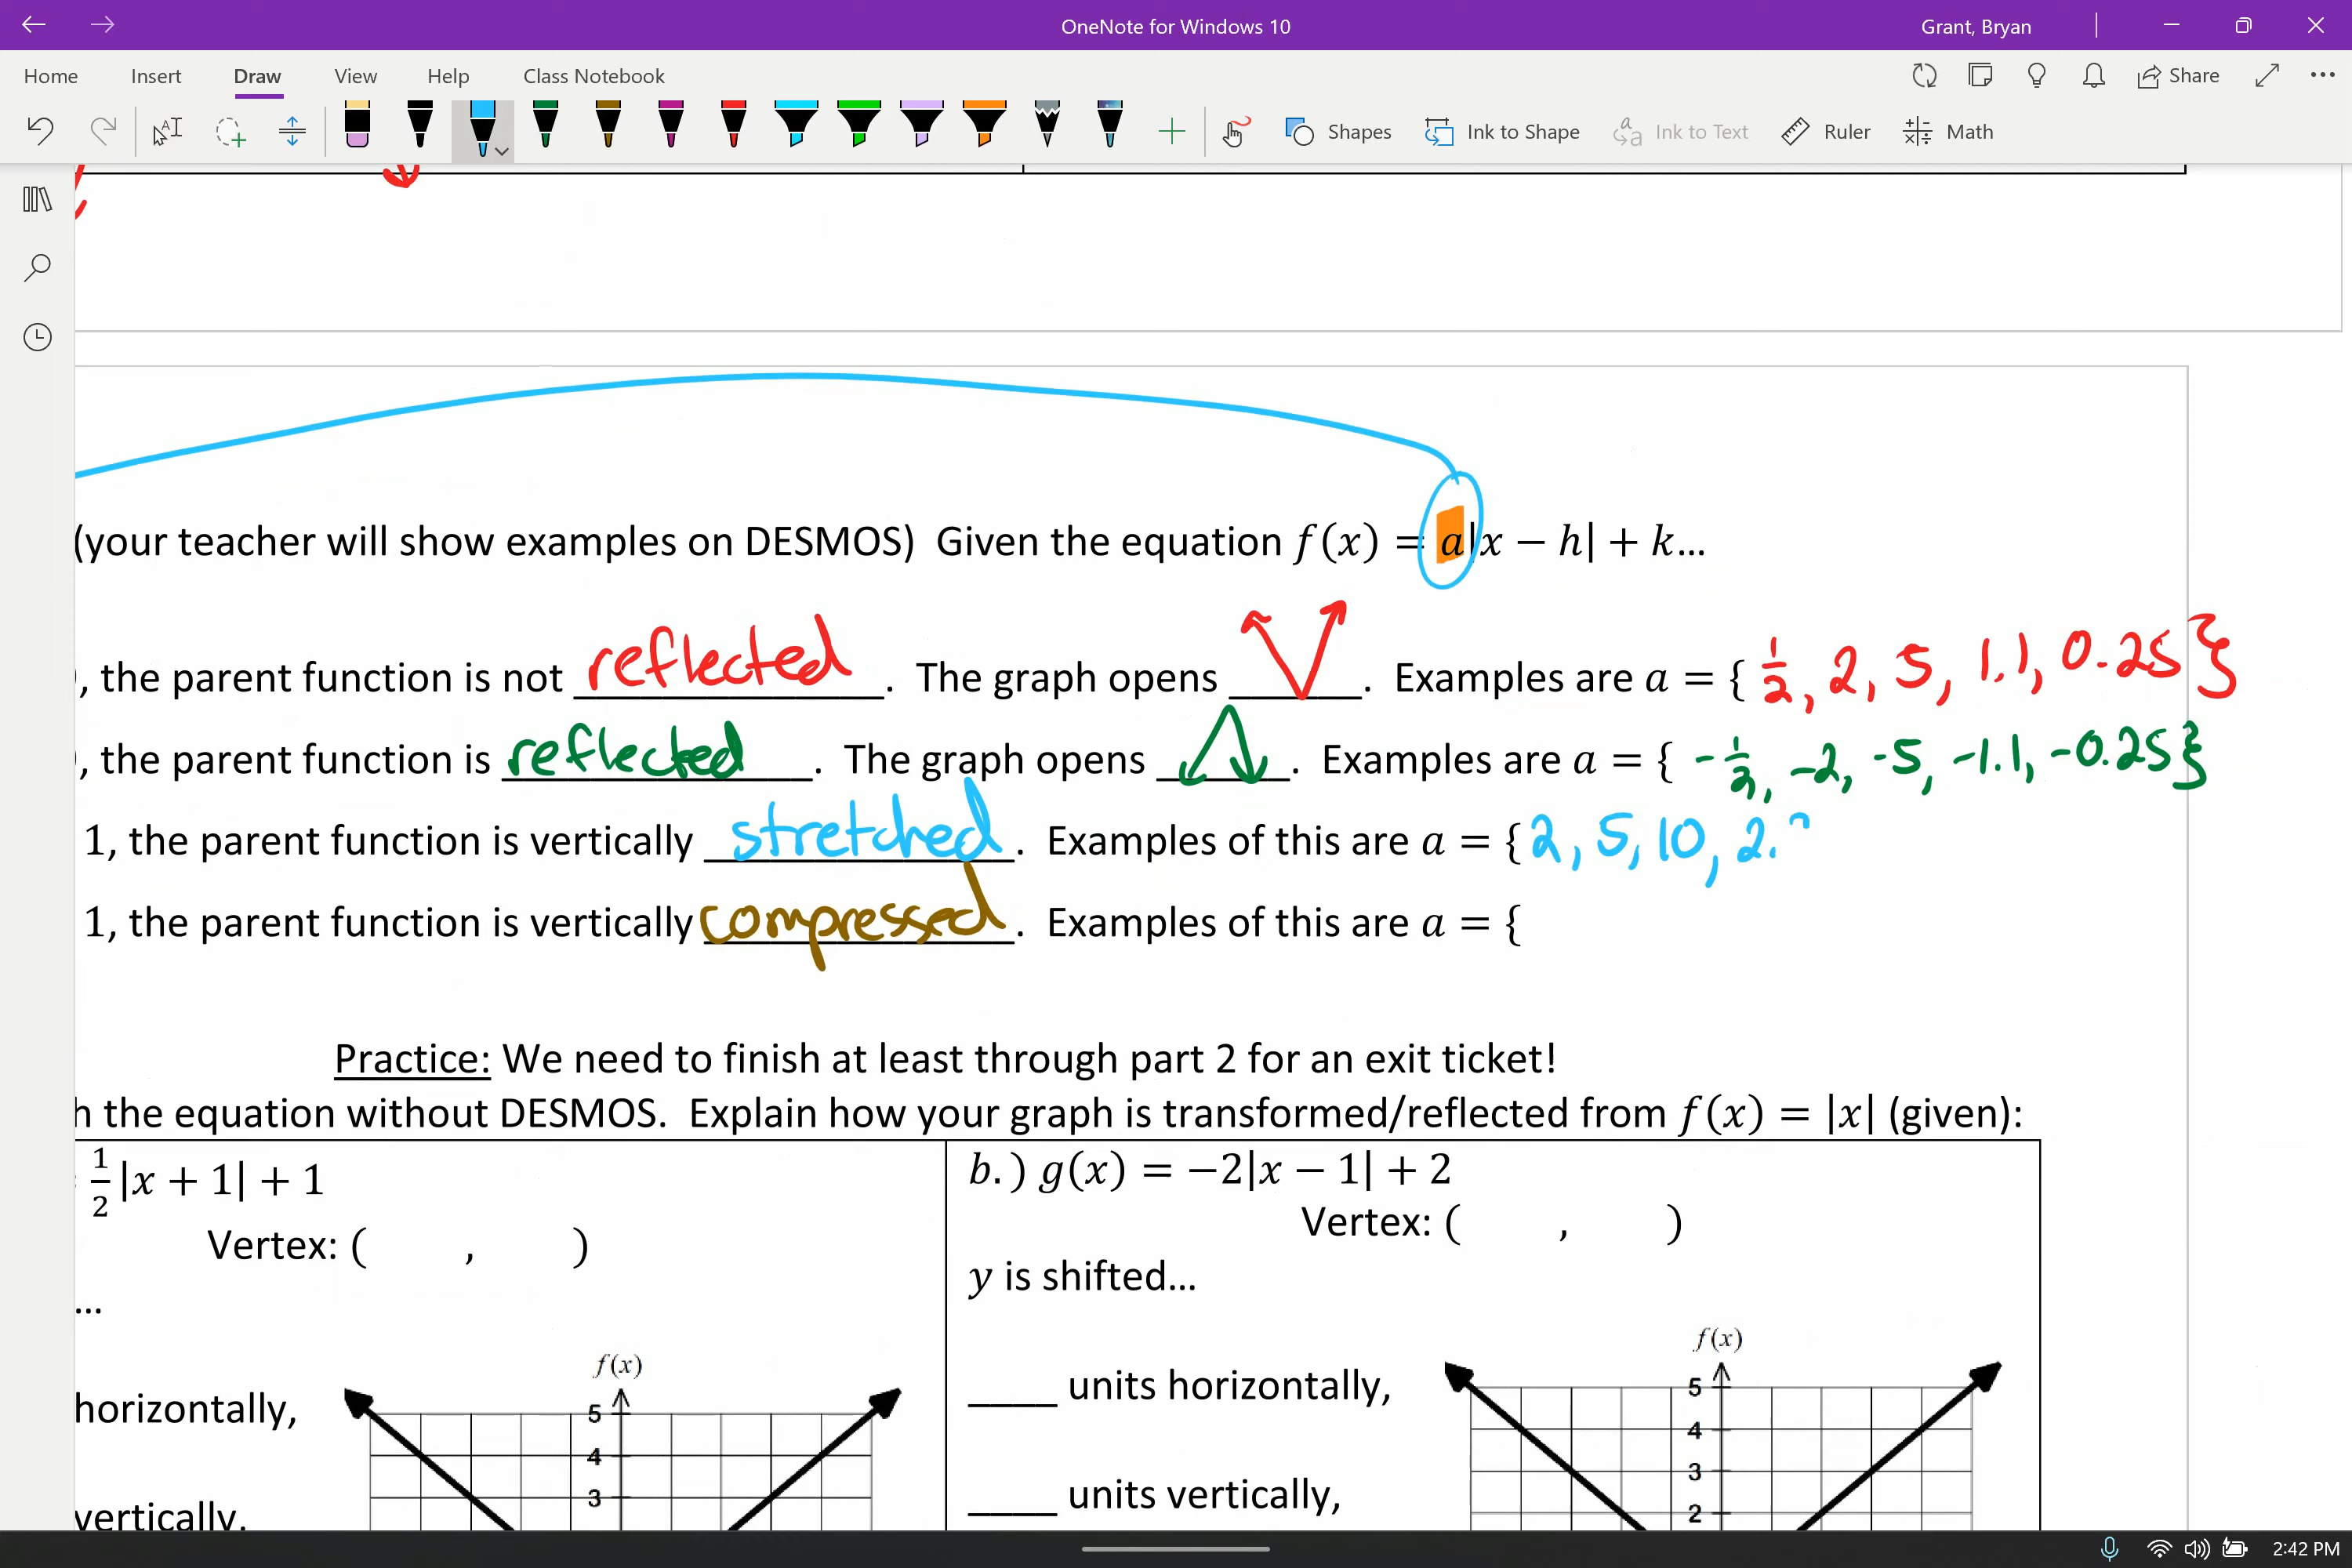 OneNote for Windows 10
Grant, Bryan
Home Insert Draw View Help Class Notebook Share
Shapes Ink to Shape Ink to Text Ruler Math
(your teacher will show examples on DESMOS) Given the equation f(x) = a|x − h| + k...
, the parent function is not reflected. The graph opens ______. Examples are a = { 1/2, 2, 5, 1.1, 0.25}
, the parent function is reflected. The graph opens ______. Examples are a = { -1/2, -2, -5, -1.1, -0.25}
1, the parent function is vertically stretched. Examples of this are a = { 2, 5, 10, 2.
1, the parent function is vertically compressed. Examples of this are a = {
Practice: We need to finish at least through part 2 for an exit ticket!
h the equation without DESMOS. Explain how your graph is transformed/reflected from f(x) = |x| (given):
1/2|x + 1| + 1
Vertex: ( , )
...
f(x)
horizontally,
5
4
3
vertically,
b.) g(x) = −2|x − 1| + 2
Vertex: ( , )
y is shifted...
f(x)
____ units horizontally,
5
4
3
____ units vertically,
2
2:42 PM